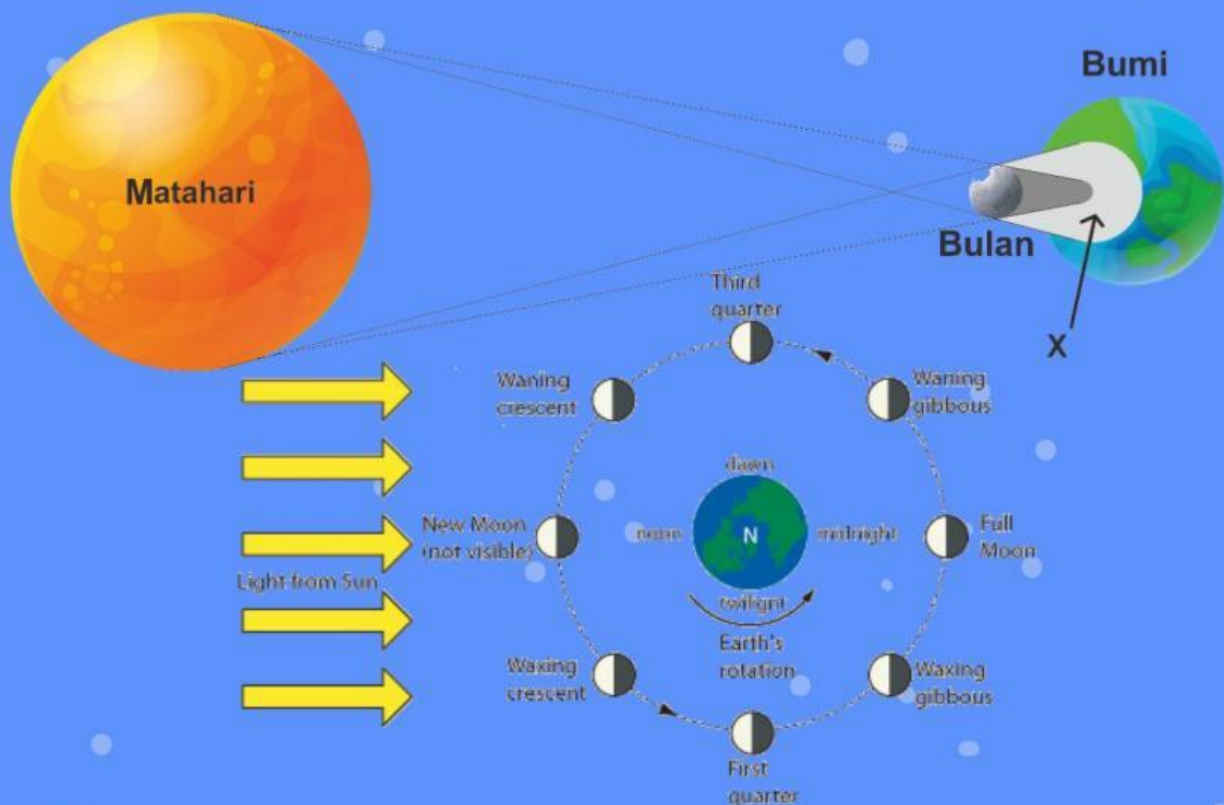 Matahari
Bumi
Bulan
X
Third
quarter
Waning
crescent
Waning
gibbous
dawn
New Moon
(not visible)
noon
N
midnight
Full
Moon
Light from Sun
twilight
Earth's
rotation
Waxing
crescent
Waxing
gibbous
First
quarter